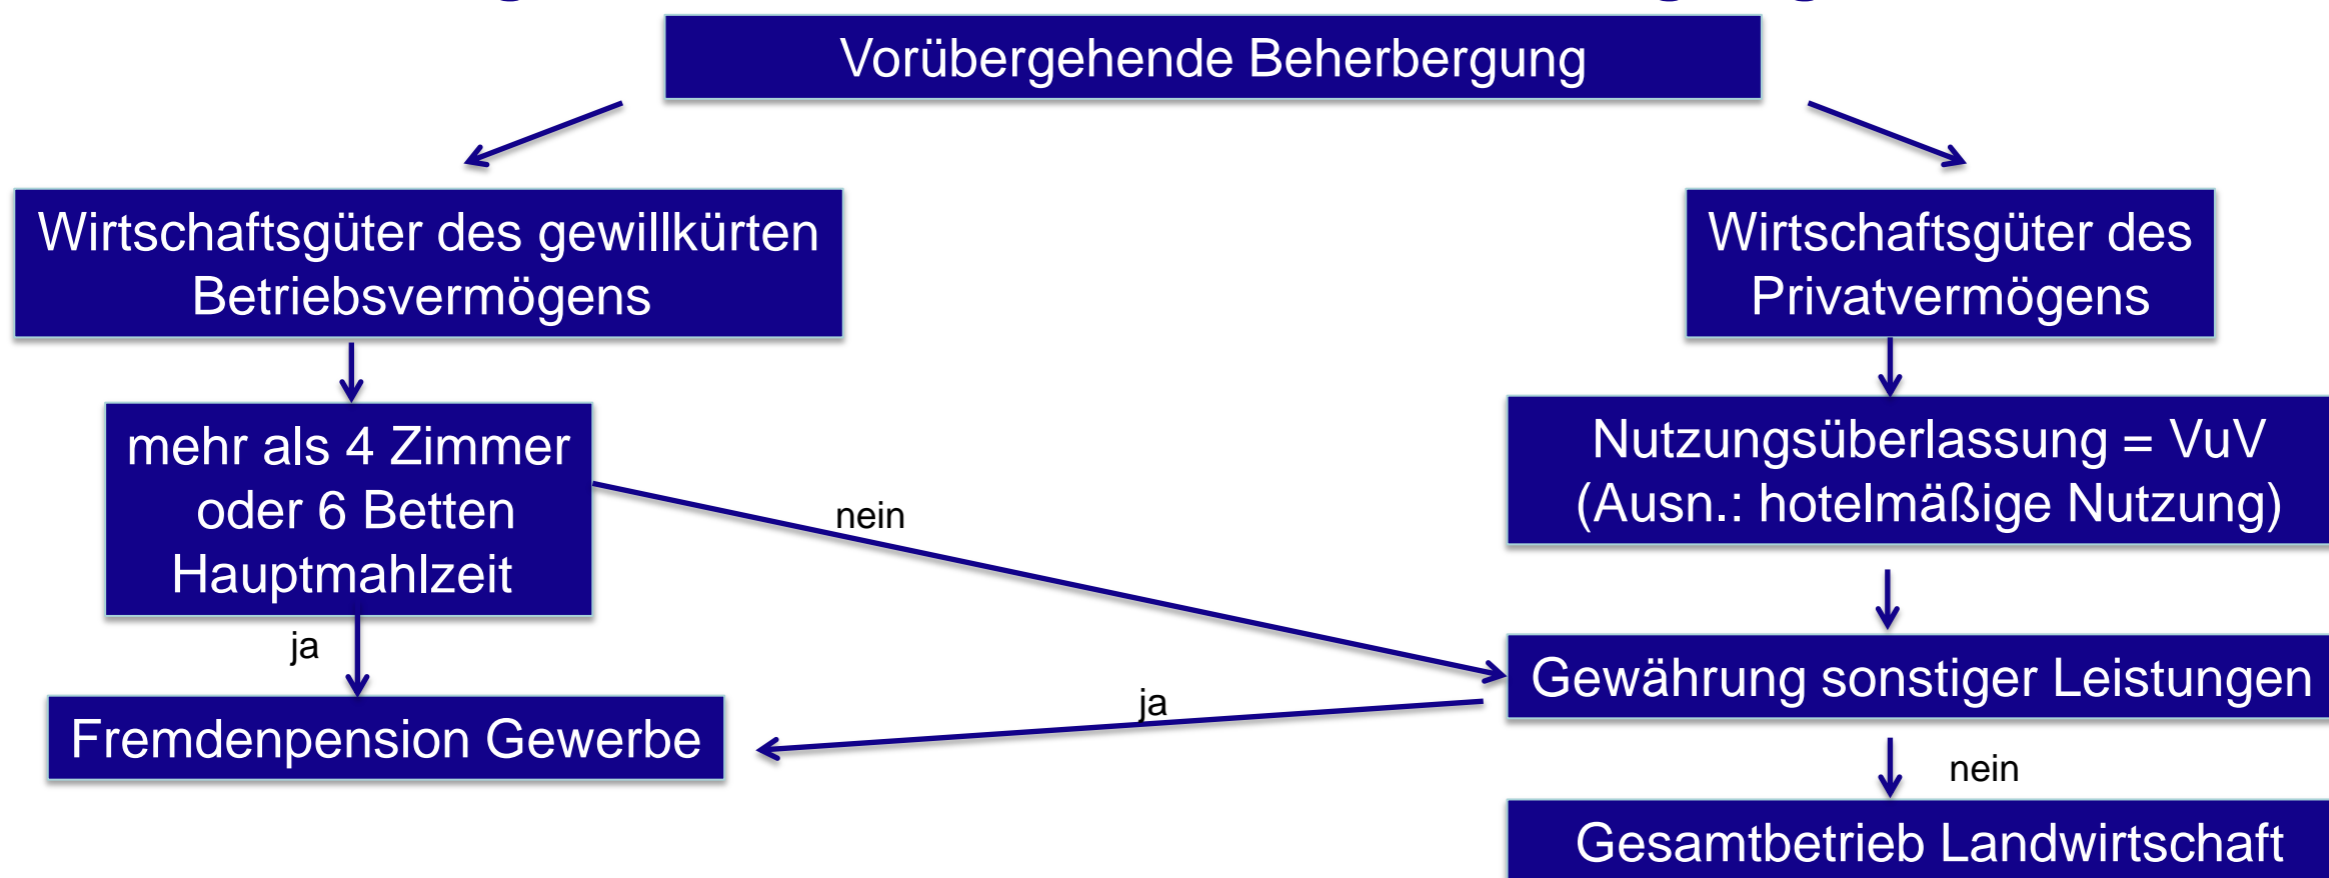 Vorübergehende Beherbergung
Wirtschaftsgüter des gewillkürten
Betriebsvermögens
Wirtschaftsgüter des
Privatvermögens
mehr als 4 Zimmer
oder 6 Betten
Hauptmahlzeit
Nutzungsüberlassung = VuV
(Ausn.: hotelmäßige Nutzung)
nein
ja
Gewährung sonstiger Leistungen
ja
Fremdenpension Gewerbe
nein
Gesamtbetrieb Landwirtschaft